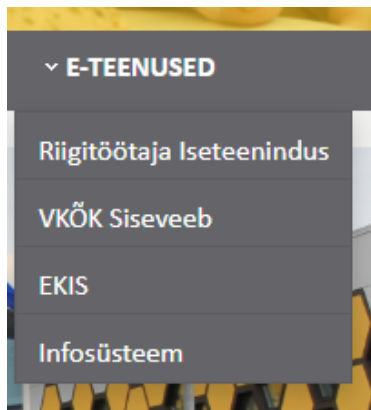 E-TEENUSED
Riigitöötaja Iseteenindus
VKÕK Siseveeb
EKIS
Infosüsteem